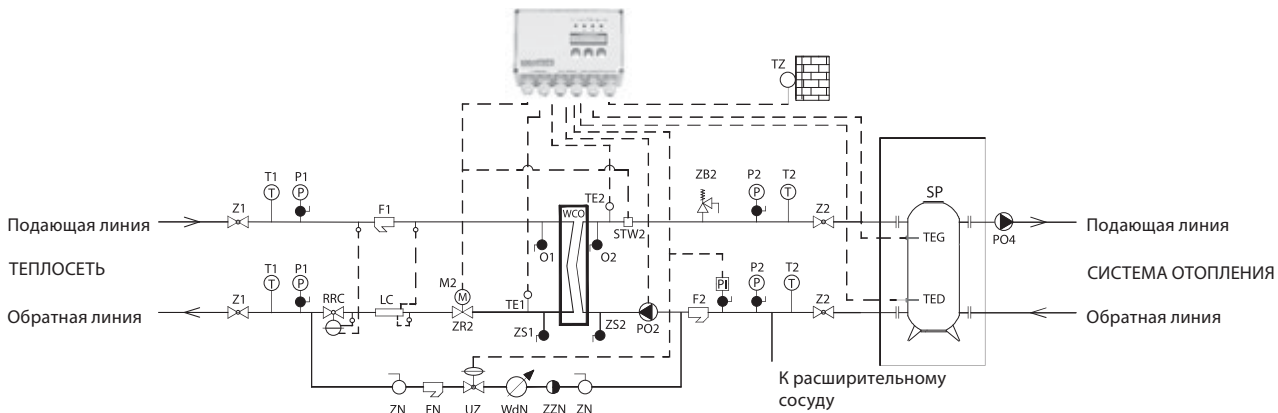 TZ
T1 P1 F1 TE2 ZB2 P2 T2 SP
T P P T
Z1 WCO Z2
Подающая линия STW2 TEG PO4 Подающая линия
O1 O2
ТЕПЛОСЕТЬ СИСТЕМА ОТОПЛЕНИЯ
T1 P1 M2 PI P2 T2
T P RRC LC M TE1 F2 P T TED
Z1 Z2
Обратная линия ZR2 ZS1 ZS2 PO2 Обратная линия
К расширительному
сосуду
ZN FN UZ WdN ZZN ZN